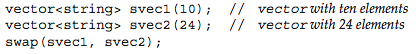 vector<string> svec1(10); // vector with ten elements
vector<string> svec2(24); // vector with 24 elements
swap(svec1, svec2);